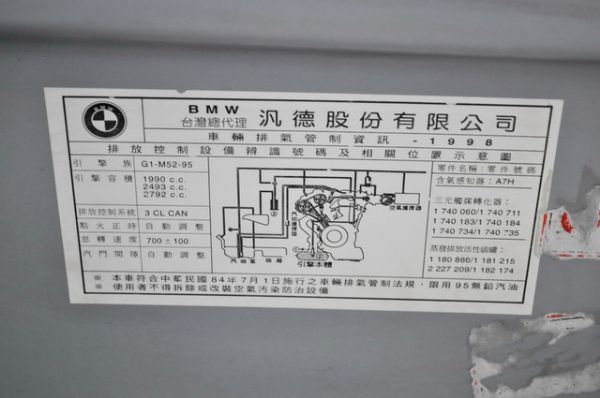 BMW
BMW
台灣總代理
汎德股份有限公司
車輛排氣管制資訊 -1998
排放控制設備辨識號碼及相關位置示意圖
引擎族 G1-M52-95
引擎容積 1990 c.c.
2493 c.c.
2792 c.c.
排放控制系統 3 CL CAN
點火正時 自動調整
怠轉速度 700 ± 100
汽門間隙 自動調整
空氣濾清器
引擎本體
零件名稱:零件號碼
含氧感知器:A7H
三元觸媒轉化器:
1 740 060/1 740 711
1 740 183/1 740 184
1 740 734/1 740 735
蒸發排放活性碳罐:
1 180 886/1 181 215
2 227 209/1 182 174
※ 本車符合中華民國84年7月1日施行之車輛排氣管制法規,限用95無鉛汽油
※ 使用者不得拆除或改裝空氣污染防治設備